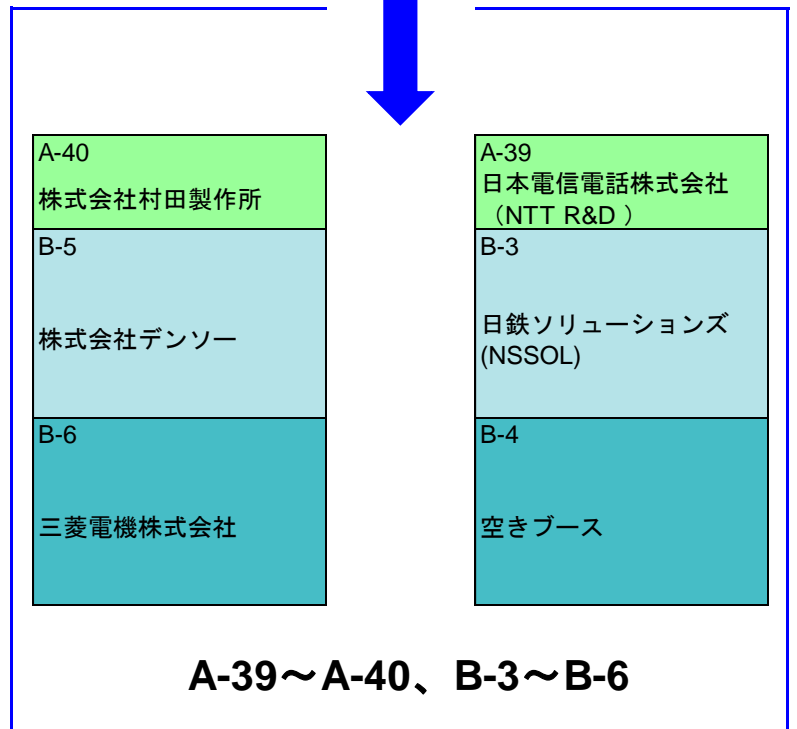 A-40
株式会社村田製作所
B-5
株式会社デンソー
B-6
三菱電機株式会社
A-39
日本電信電話株式会社
（NTT R&D ）
B-3
日鉄ソリューションズ
(NSSOL)
B-4
空きブース
A-39～A-40、B-3～B-6